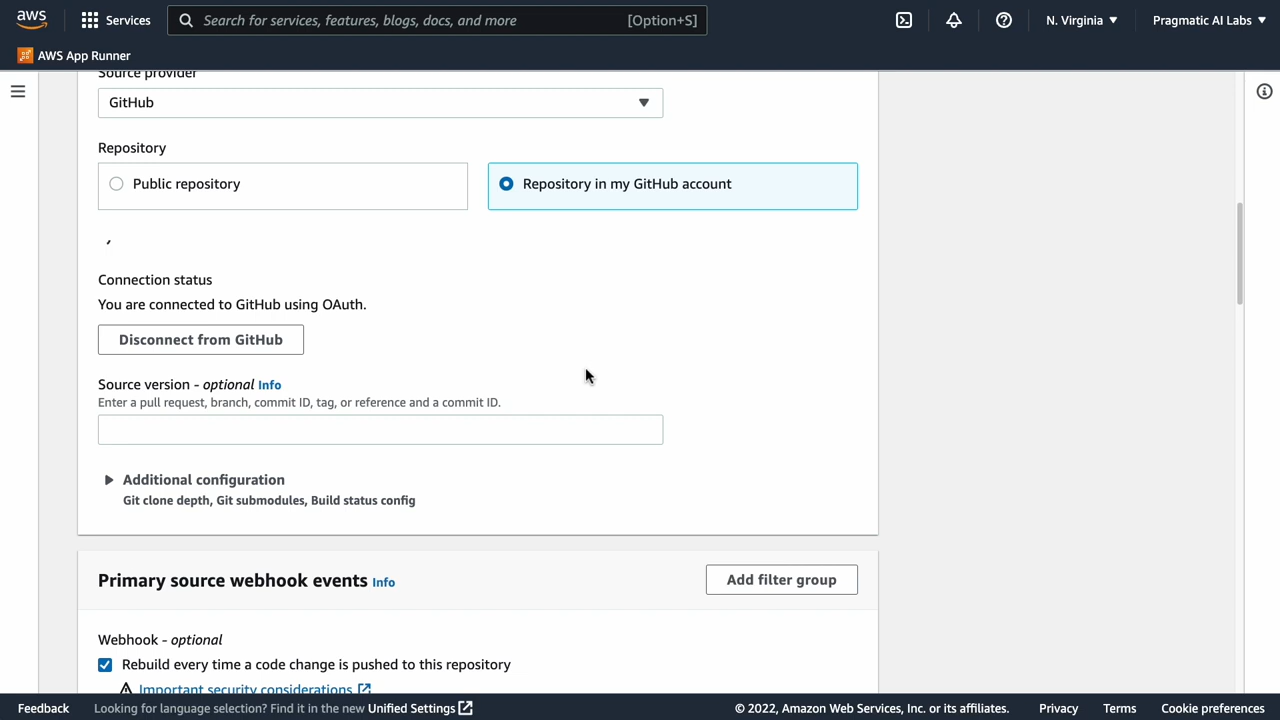 aws
Services
Search for services, features, blogs, docs, and more
[Option+S]
N. Virginia
Pragmatic AI Labs
AWS App Runner
Source provider
GitHub
Repository
Public repository
Repository in my GitHub account
Connection status
You are connected to GitHub using OAuth.
Disconnect from GitHub
Source version - optional Info
Enter a pull request, branch, commit ID, tag, or reference and a commit ID.
Additional configuration
Git clone depth, Git submodules, Build status config
Primary source webhook events Info
Add filter group
Webhook - optional
Rebuild every time a code change is pushed to this repository
Important security considerations
Feedback
Looking for language selection? Find it in the new Unified Settings
© 2022, Amazon Web Services, Inc. or its affiliates.
Privacy
Terms
Cookie preferences